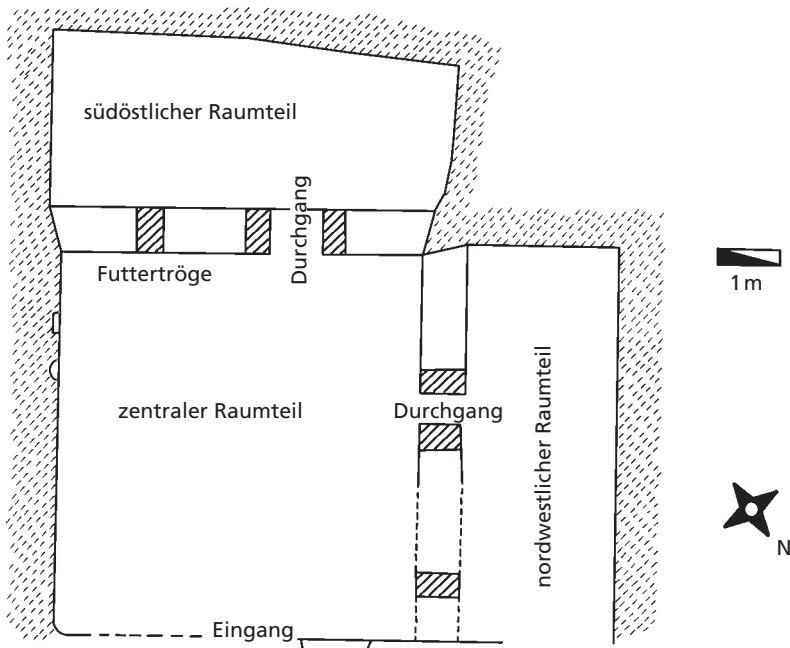 südöstlicher Raumteil
Durchgang
Futtertröge
1 m
zentraler Raumteil
Durchgang
nordwestlicher Raumteil
N
Eingang